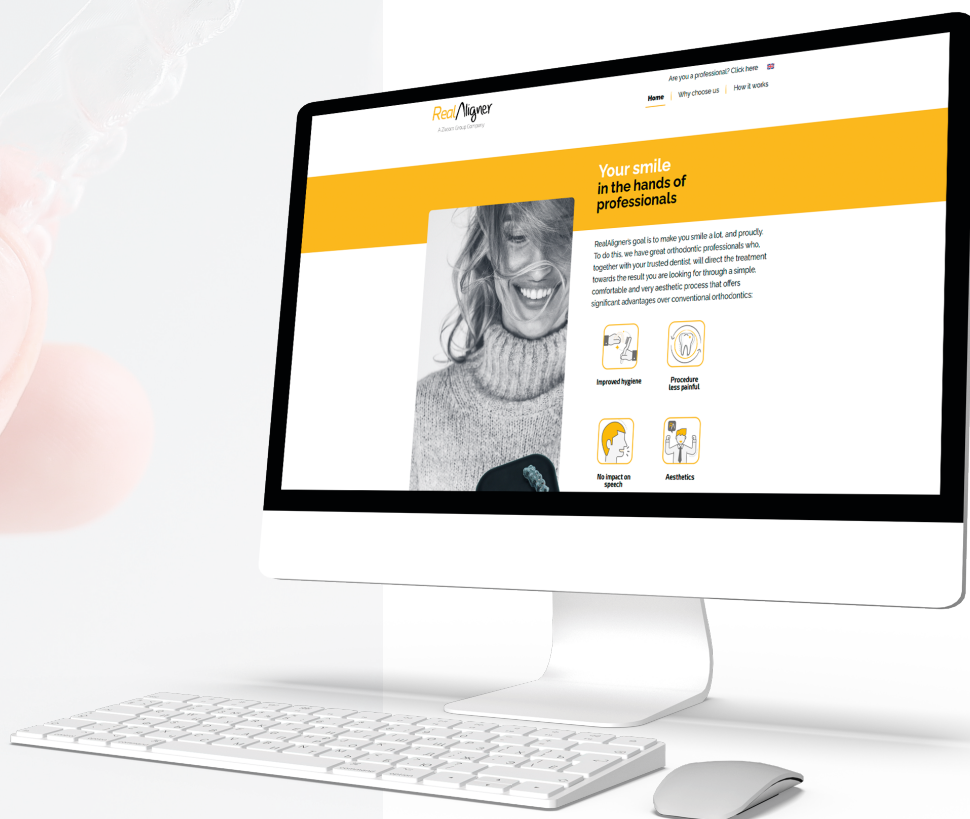 Are you a professional? Click here
RealAligner
Home | Why choose us | How it works
Your smile
in the hands of
professionals
RealAligner's goal is to make you smile a lot, and proudly.
To do this, we have great orthodontic professionals who,
together with your trusted dentist, will direct the treatment
towards the result you are looking for through a simple,
comfortable and very aesthetic process that offers
significant advantages over conventional orthodontics:
Improved hygiene
Procedure
less painful
No impact on
speech
Aesthetics